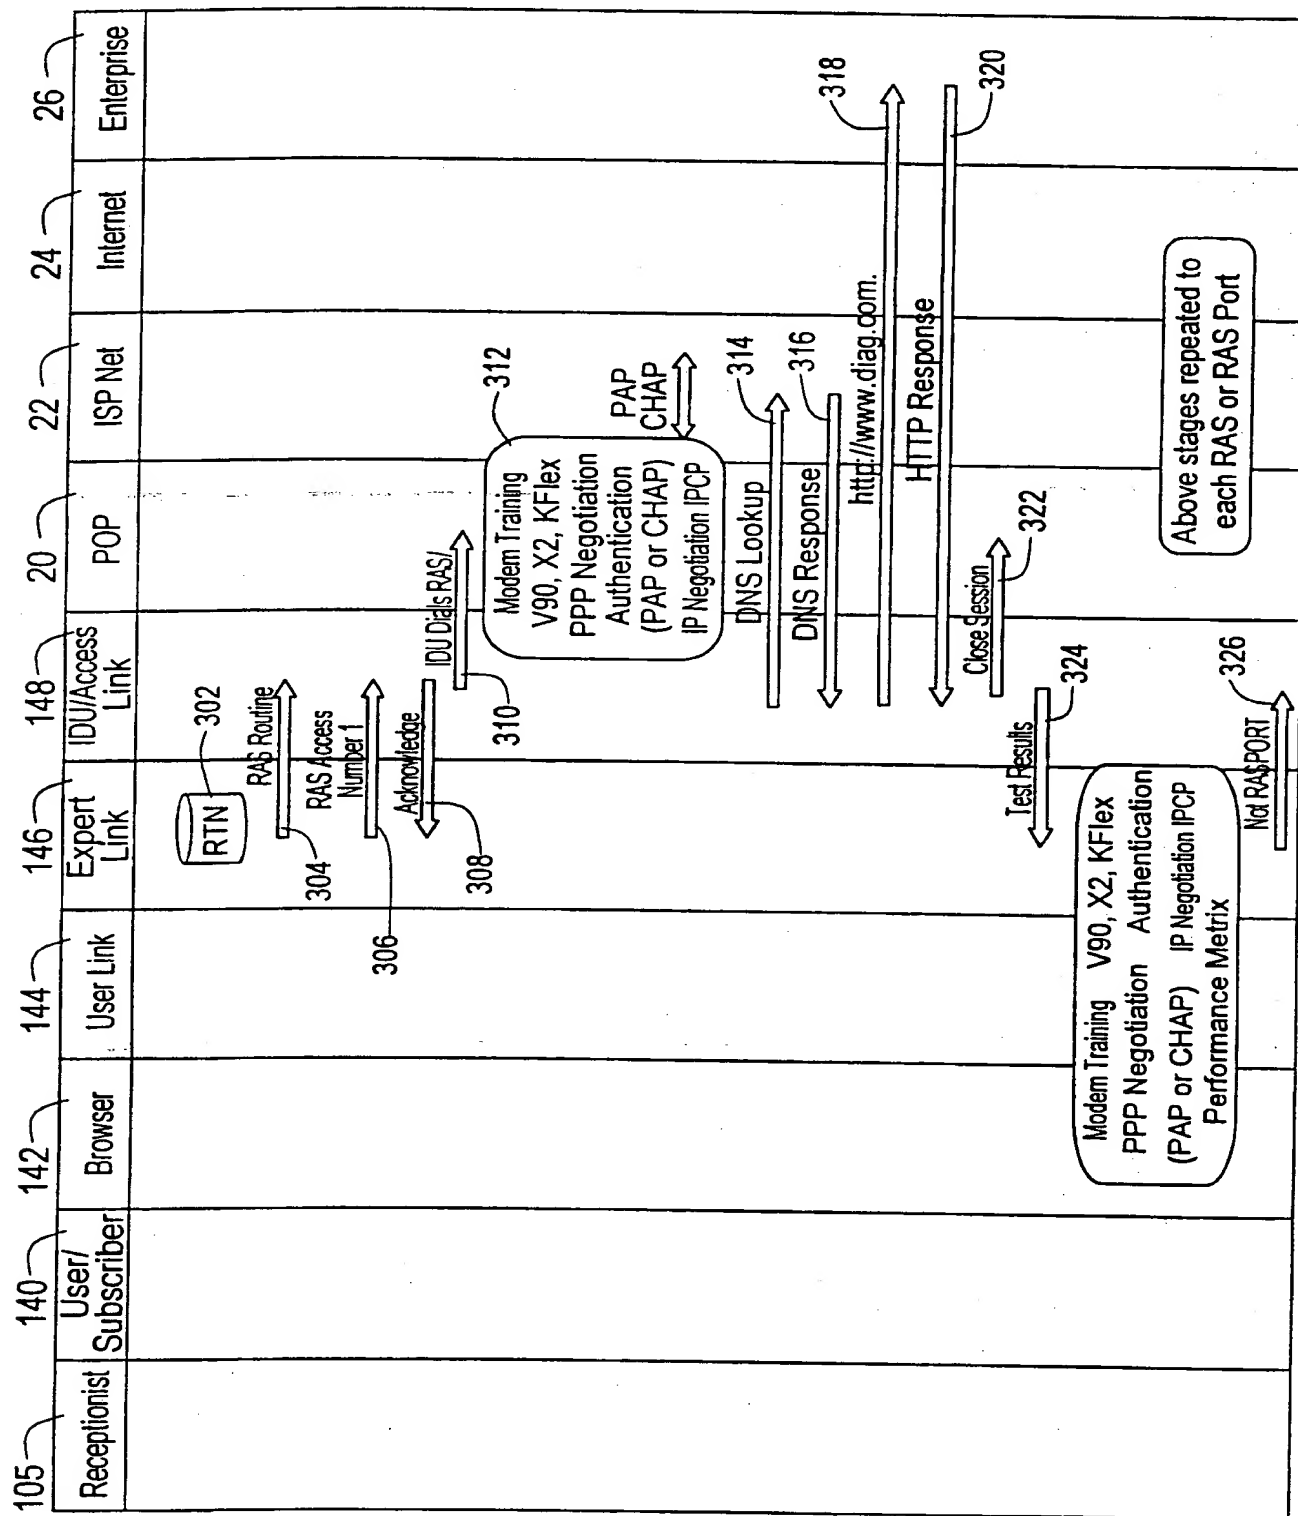 105
140
142
144
146
148
20
22
24
26
Receptionist
User/
Subscriber
Browser
User Link
Expert
Link
IDU/Access
Link
POP
ISP Net
Internet
Enterprise
RTN
302
RAS Routine
304
RAS Access
Number 1
306
Acknowledge
308
IDU Dials RAS/
310
Modem Training
V90, X2, KFlex
PPP Negotiation
Authentication
(PAP or CHAP)
IP Negotiation IPCP
312
PAP
CHAP
DNS Lookup
314
DNS Response
316
http://www.diag.com.
318
HTTP Response
320
Close Session
322
Test Results
324
Modem Training V90, X2, KFlex
PPP Negotiation Authentication
(PAP or CHAP) IP Negotiation IPCP
Performance Metrix
Above stages repeated to
each RAS or RAS Port
Not RASPORT
326